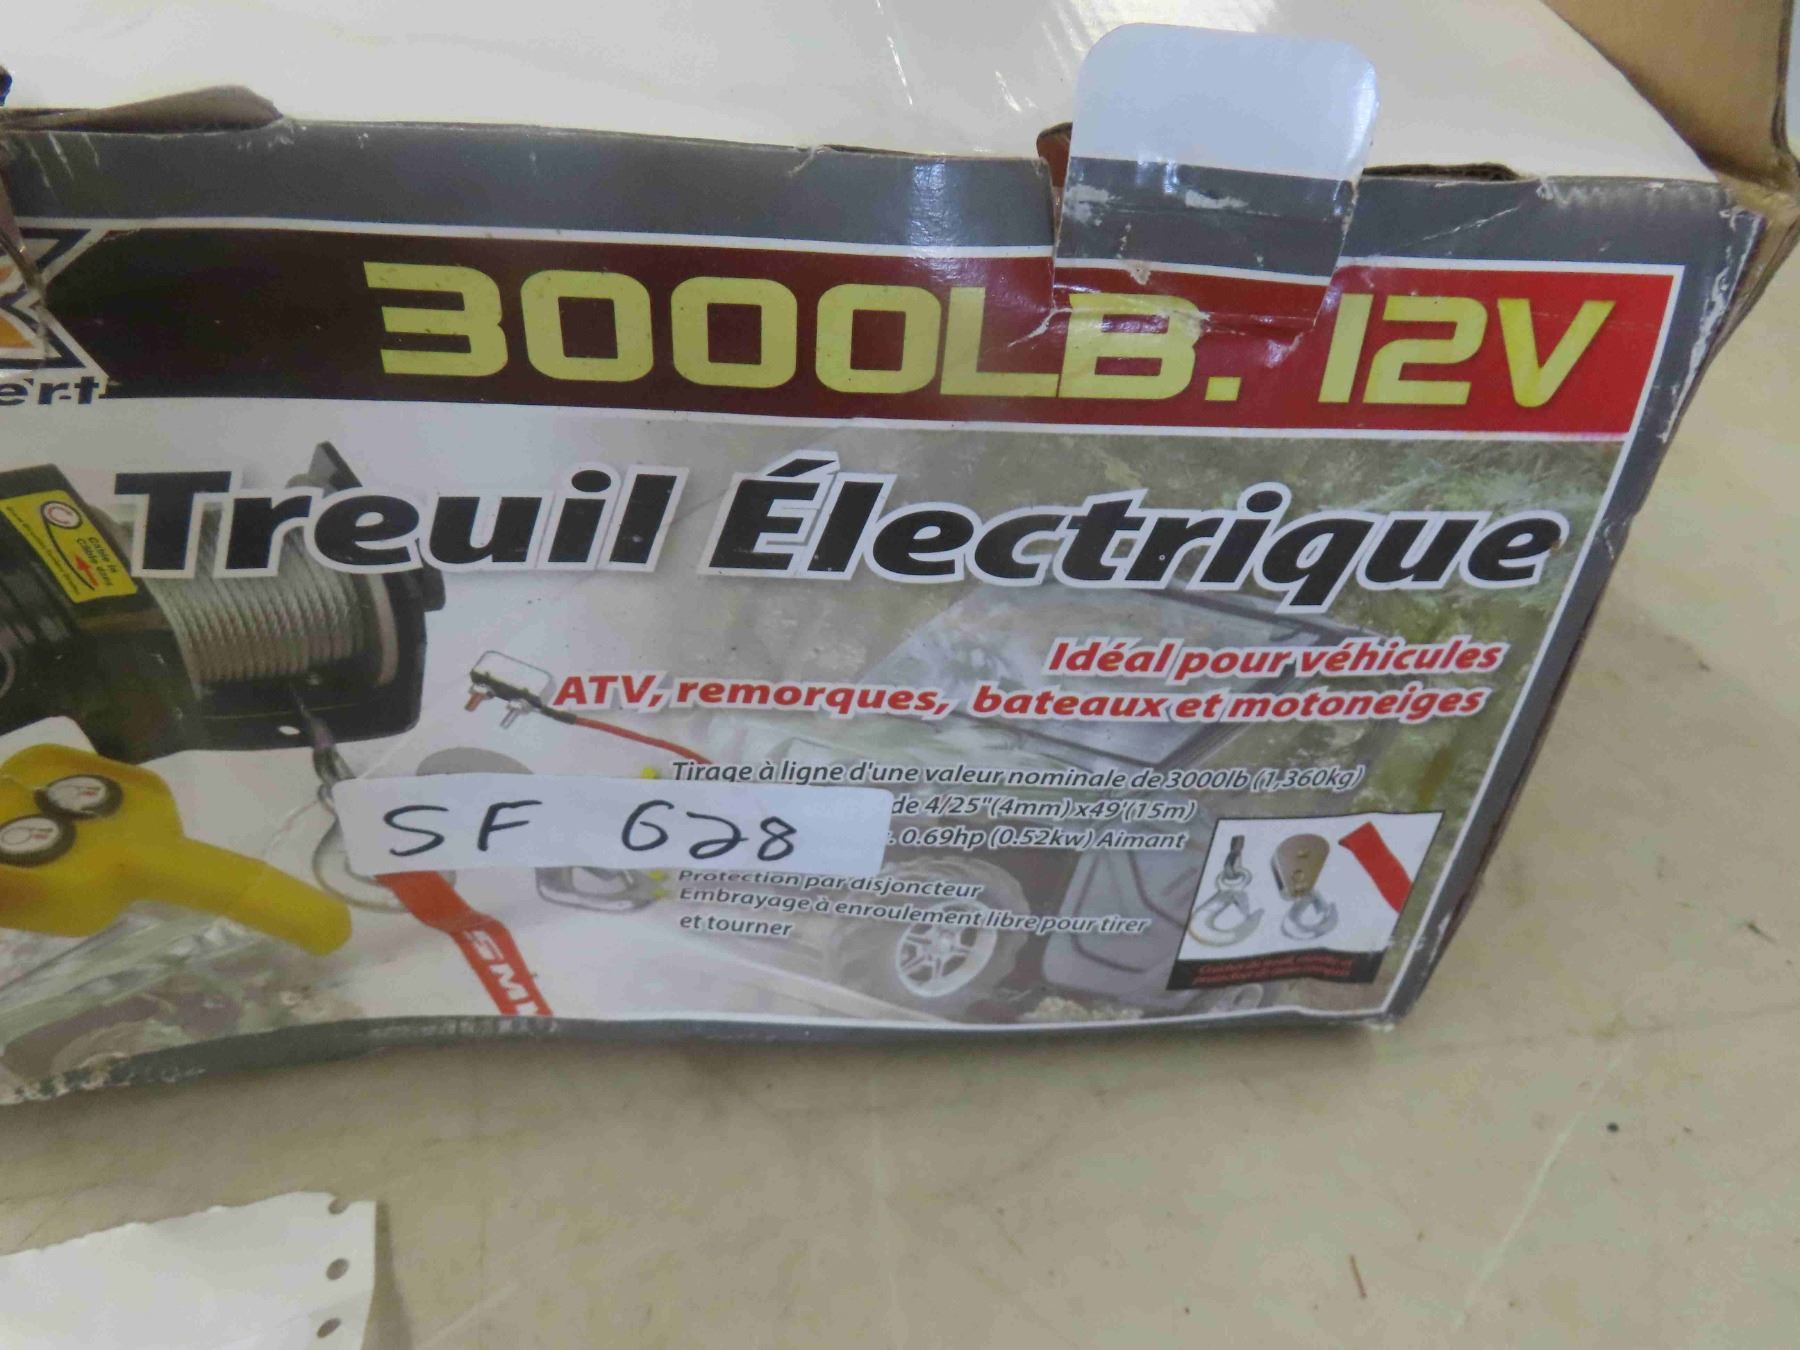 3000LB. 12V
ert
Treuil Électrique
Idéal pour véhicules
ATV, remorques, bateaux et motoneiges
Tirage à ligne d'une valeur nominale de 3000lb (1,360kg)
de 4/25"(4mm) x49'(15m)
: 0.69hp (0.52kw) Aimant
Protection par disjoncteur
Embrayage à enroulement libre pour tirer
et tourner
SF 628
SM